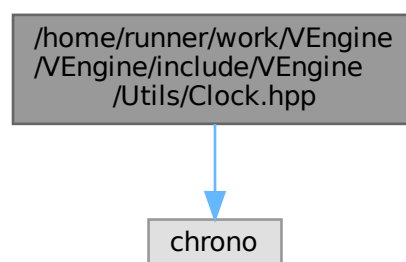 /home/runner/work/VEngine
/VEngine/include/VEngine
/Utils/Clock.hpp
chrono